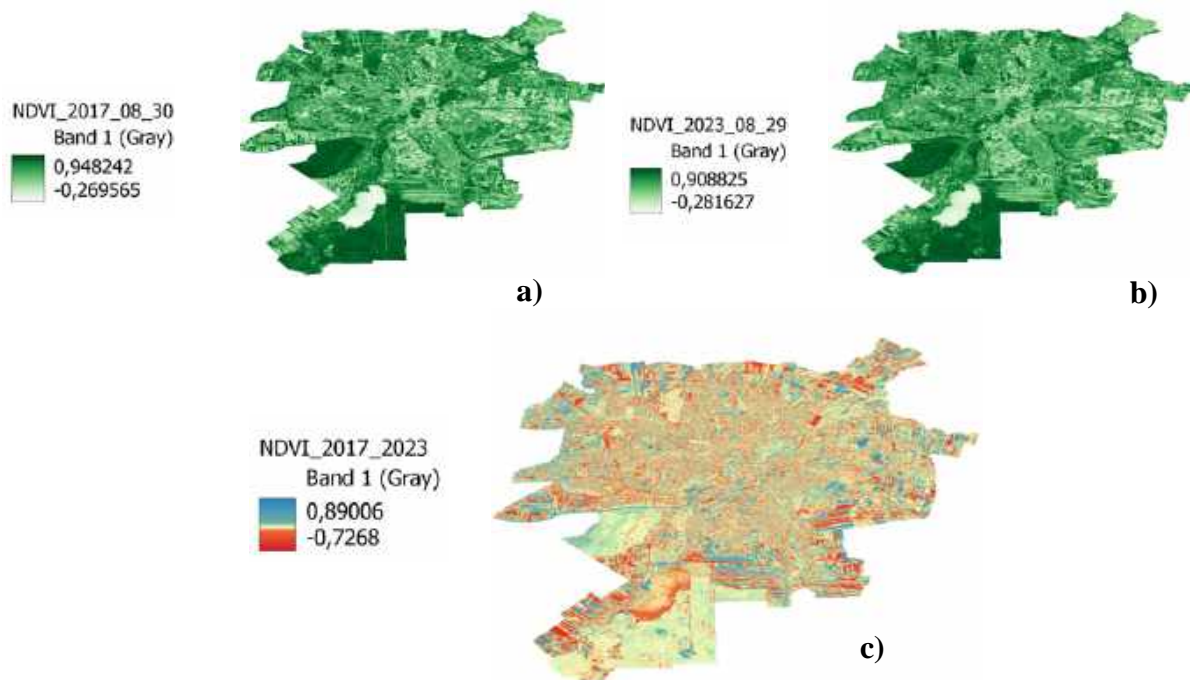 NDVI_2017_08_30
Band 1 (Gray)
0,948242
-0,269565
a)
NDVI_2023_08_29
Band 1 (Gray)
0,908825
-0,281627
b)
NDVI_2017_2023
Band 1 (Gray)
0,89006
-0,7268
c)